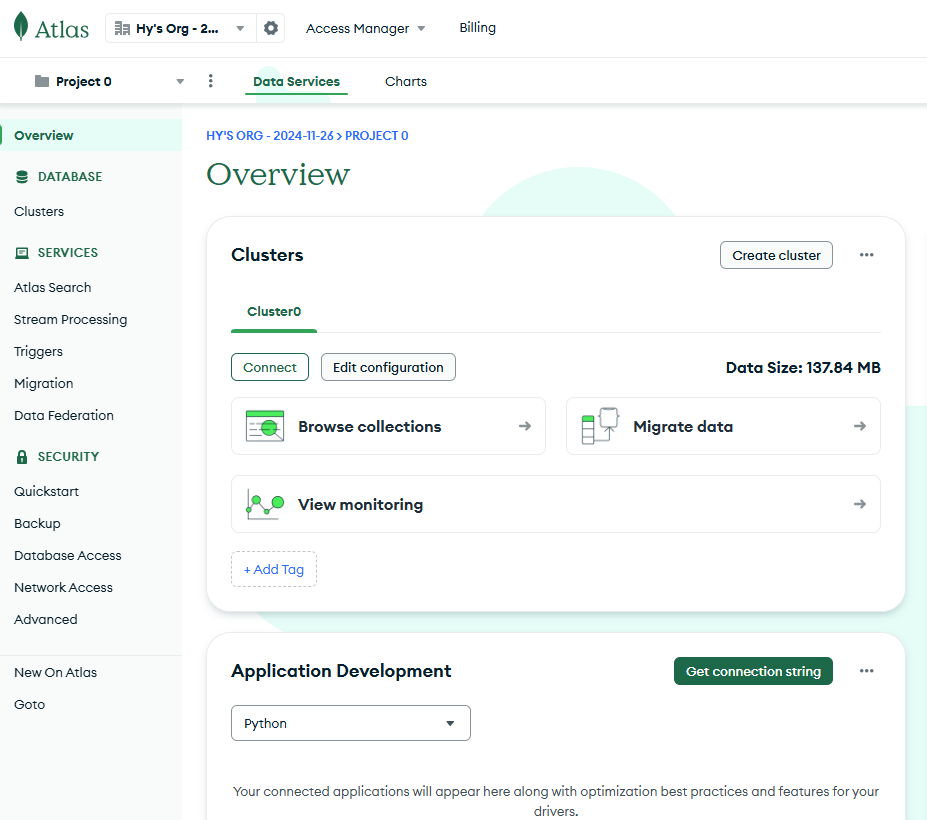 Atlas
Hy's Org - 2...
Access Manager
Billing
Project 0
Data Services
Charts
Overview
DATABASE
Clusters
SERVICES
Atlas Search
Stream Processing
Triggers
Migration
Data Federation
SECURITY
Quickstart
Backup
Database Access
Network Access
Advanced
New On Atlas
Goto
HY'S ORG - 2024-11-26 > PROJECT 0
Overview
Clusters
Create cluster
Cluster0
Connect
Edit configuration
Data Size: 137.84 MB
Browse collections
Migrate data
View monitoring
+ Add Tag
Application Development
Get connection string
Python
Your connected applications will appear here along with optimization best practices and features for your
drivers.